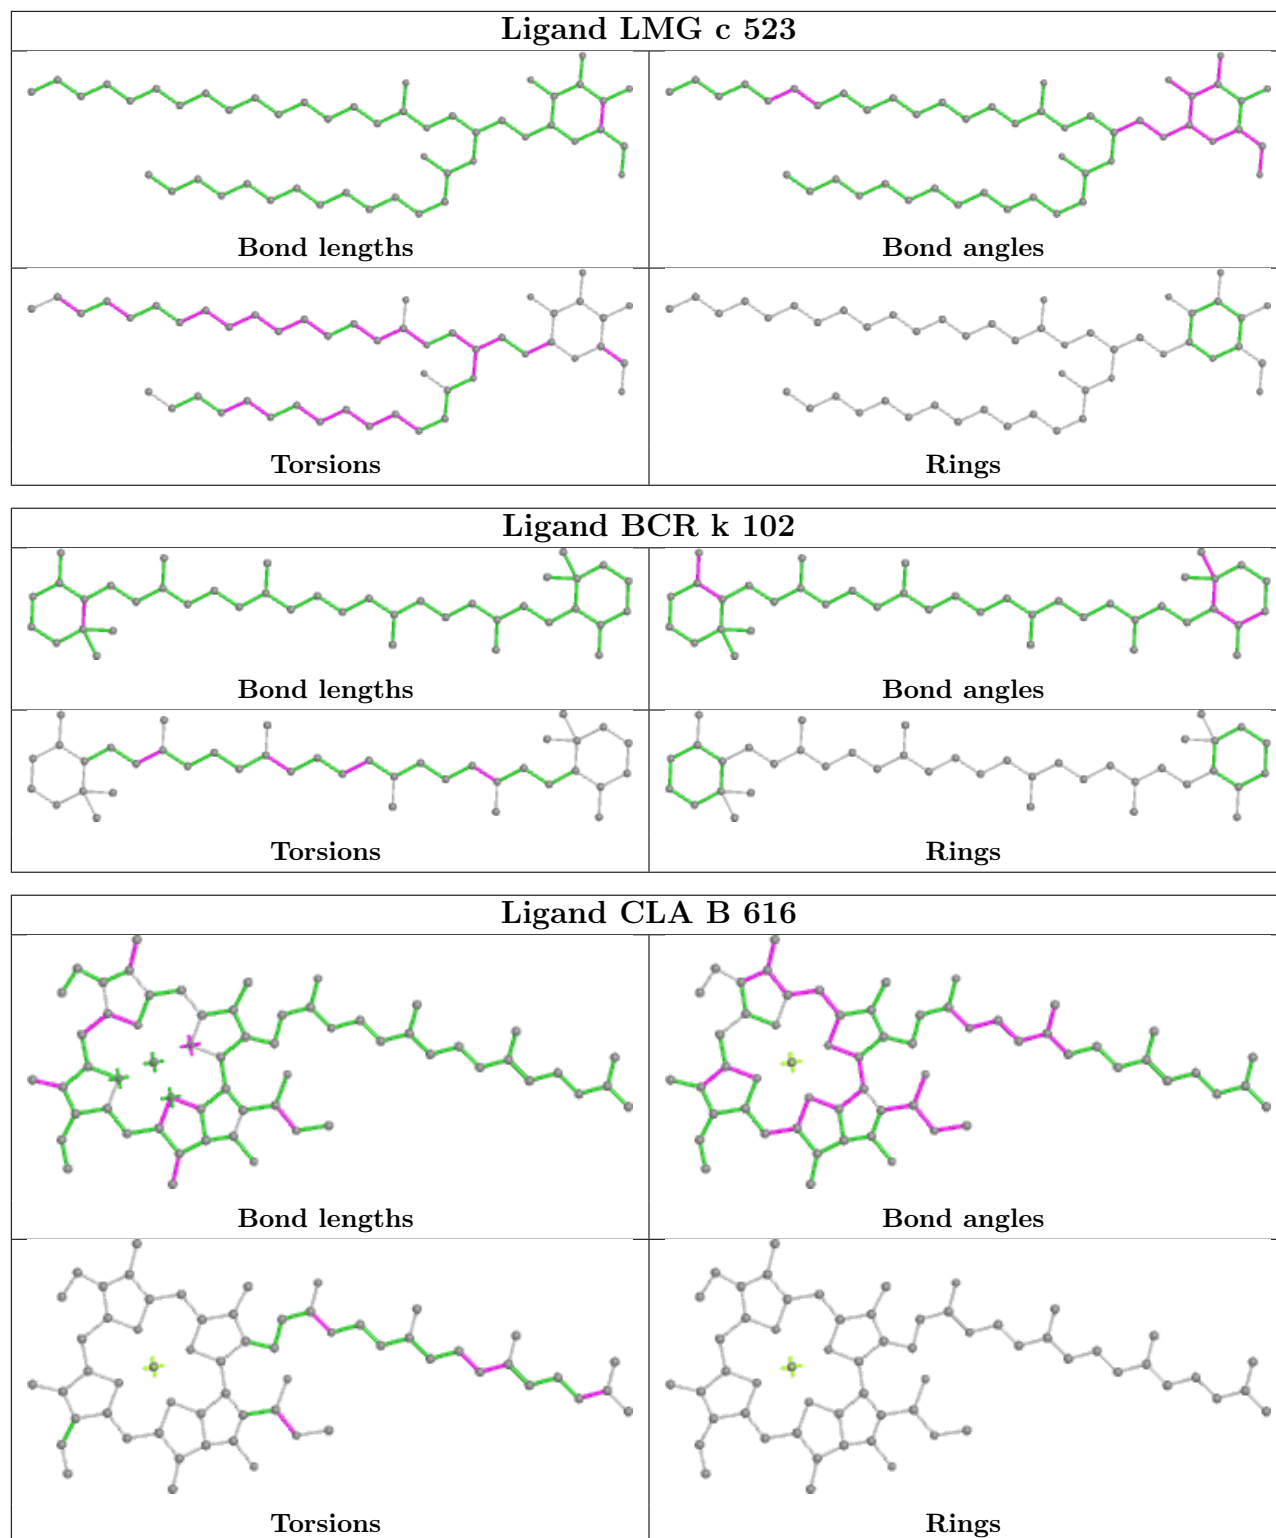 Ligand LMG c 523
Bond lengths
Bond angles
Torsions
Rings
Ligand BCR k 102
Bond lengths
Bond angles
Torsions
Rings
Ligand CLA B 616
Bond lengths
Bond angles
Torsions
Rings